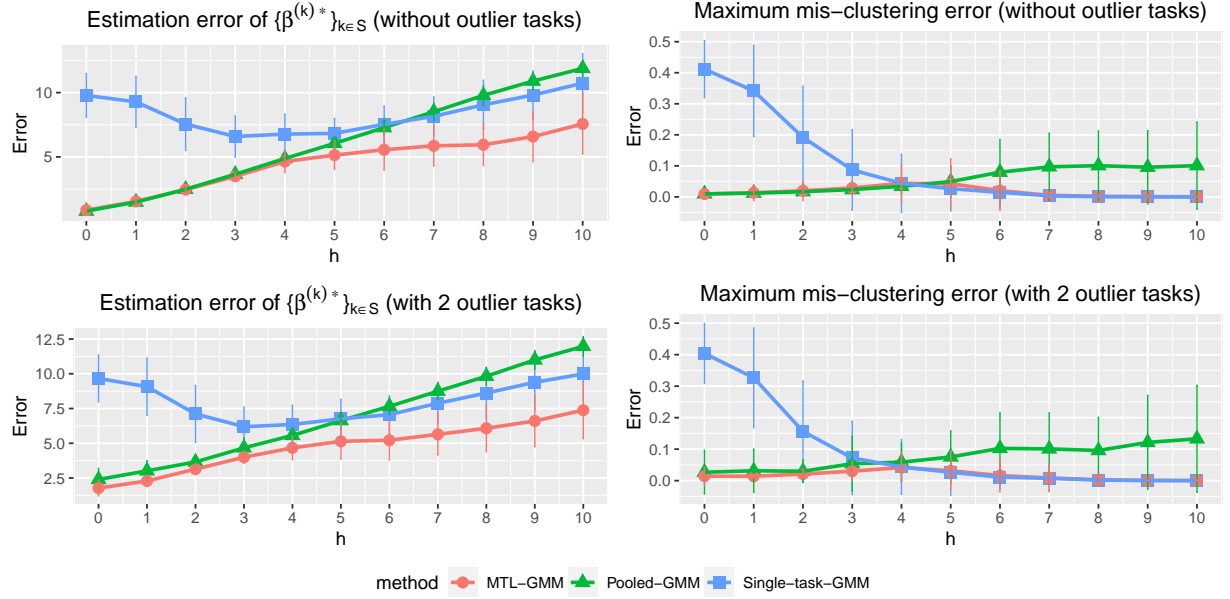 Estimation error of {β^(k)*}_k∈S (without outlier tasks)
Error
10
5
0 1 2 3 4 5 6 7 8 9 10
h
Maximum mis−clustering error (without outlier tasks)
Error
0.5
0.4
0.3
0.2
0.1
0.0
0 1 2 3 4 5 6 7 8 9 10
h
Estimation error of {β^(k)*}_k∈S (with 2 outlier tasks)
Error
12.5
10.0
7.5
5.0
2.5
0 1 2 3 4 5 6 7 8 9 10
h
Maximum mis−clustering error (with 2 outlier tasks)
Error
0.5
0.4
0.3
0.2
0.1
0.0
0 1 2 3 4 5 6 7 8 9 10
h
method MTL−GMM Pooled−GMM Single−task−GMM